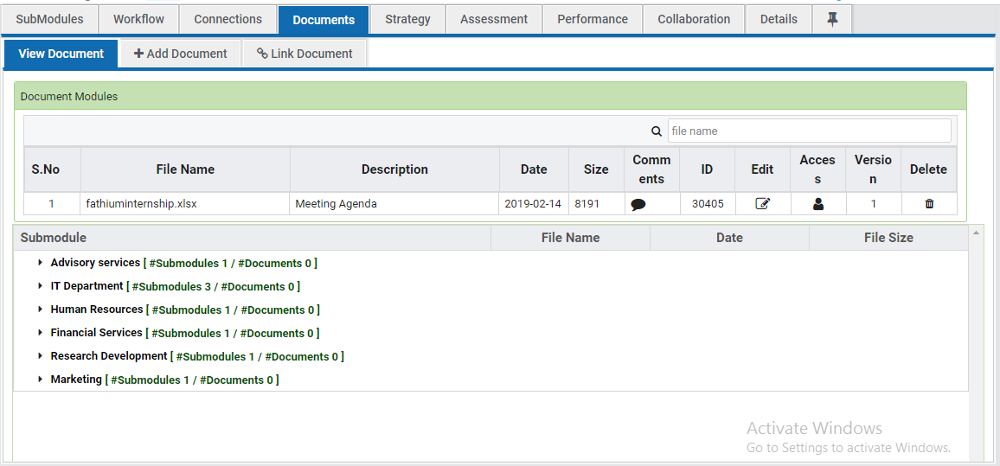 SubModules Workflow Connections Documents Strategy Assessment Performance Collaboration Details
View Document Add Document Link Document
Document Modules
file name
S.No File Name Description Date Size Comm ents ID Edit Acces s Versio n Delete
1 fathiuminternship.xlsx Meeting Agenda 2019-02-14 8191 30405 1
Submodule File Name Date File Size
Advisory services [ #Submodules 1 / #Documents 0 ]
IT Department [ #Submodules 3 / #Documents 0 ]
Human Resources [ #Submodules 1 / #Documents 0 ]
Financial Services [ #Submodules 1 / #Documents 0 ]
Research Development [ #Submodules 1 / #Documents 0 ]
Marketing [ #Submodules 1 / #Documents 0 ]
Activate Windows
Go to Settings to activate Windows.